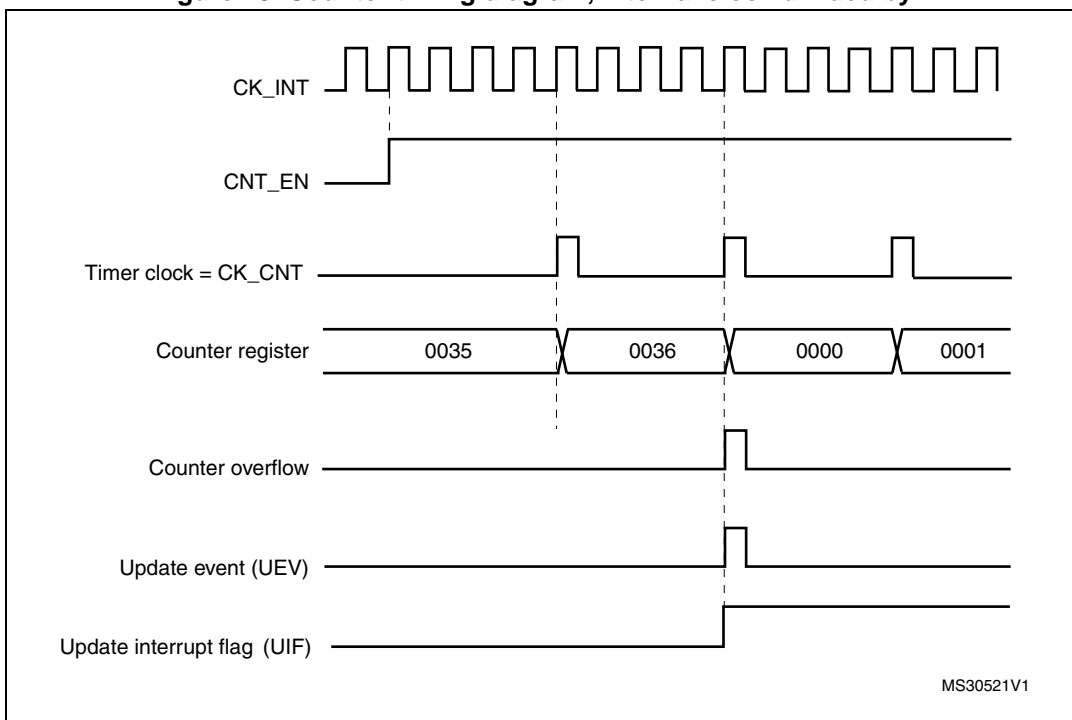 CK_INT
CNT_EN
Timer clock = CK_CNT
Counter register 0035 0036 0000 0001
Counter overflow
Update event (UEV)
Update interrupt flag (UIF)
MS30521V1